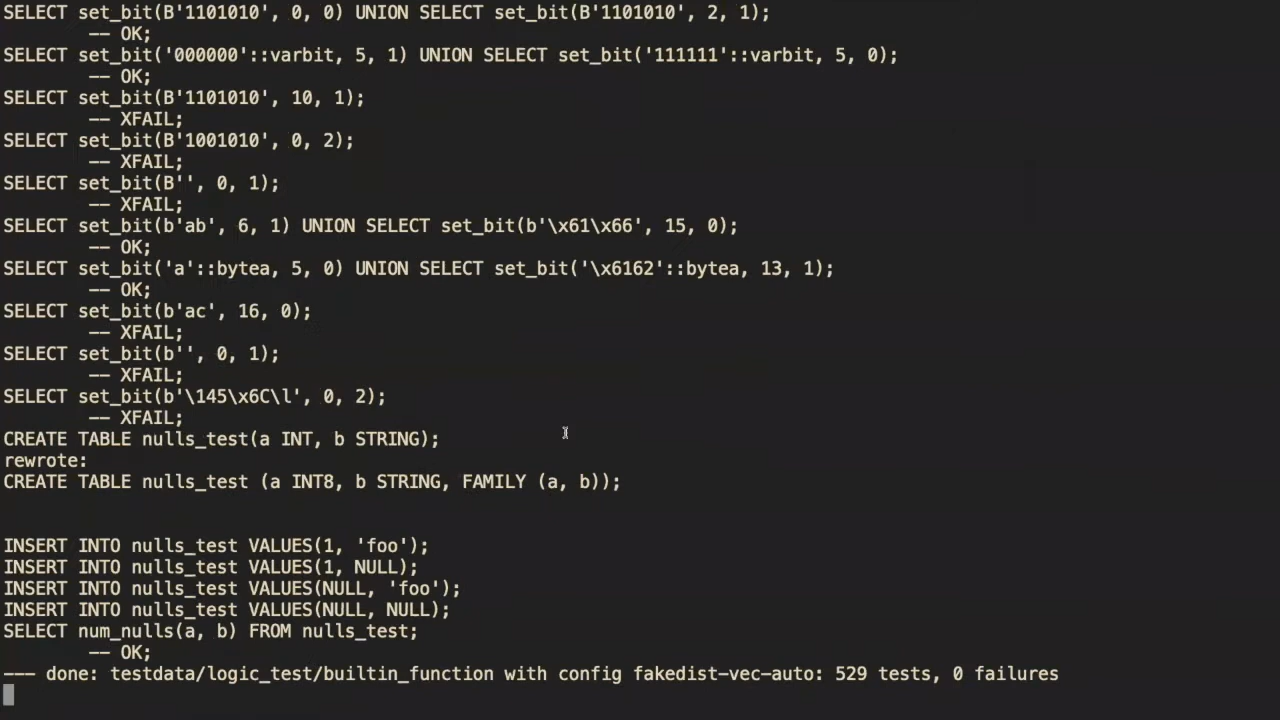 SELECT set_bit(B'1101010', 0, 0) UNION SELECT set_bit(B'1101010', 2, 1);
-- OK;
SELECT set_bit('000000'::varbit, 5, 1) UNION SELECT set_bit('111111'::varbit, 5, 0);
-- OK;
SELECT set_bit(B'1101010', 10, 1);
-- XFAIL;
SELECT set_bit(B'1001010', 0, 2);
-- XFAIL;
SELECT set_bit(B'', 0, 1);
-- XFAIL;
SELECT set_bit(b'ab', 6, 1) UNION SELECT set_bit(b'\x61\x66', 15, 0);
-- OK;
SELECT set_bit('a'::bytea, 5, 0) UNION SELECT set_bit('\x6162'::bytea, 13, 1);
-- OK;
SELECT set_bit(b'ac', 16, 0);
-- XFAIL;
SELECT set_bit(b'', 0, 1);
-- XFAIL;
SELECT set_bit(b'\145\x6C\l', 0, 2);
-- XFAIL;
CREATE TABLE nulls_test(a INT, b STRING);
rewrote:
CREATE TABLE nulls_test (a INT8, b STRING, FAMILY (a, b));
INSERT INTO nulls_test VALUES(1, 'foo');
INSERT INTO nulls_test VALUES(1, NULL);
INSERT INTO nulls_test VALUES(NULL, 'foo');
INSERT INTO nulls_test VALUES(NULL, NULL);
SELECT num_nulls(a, b) FROM nulls_test;
-- OK;
--- done: testdata/logic_test/builtin_function with config fakedist-vec-auto: 529 tests, 0 failures